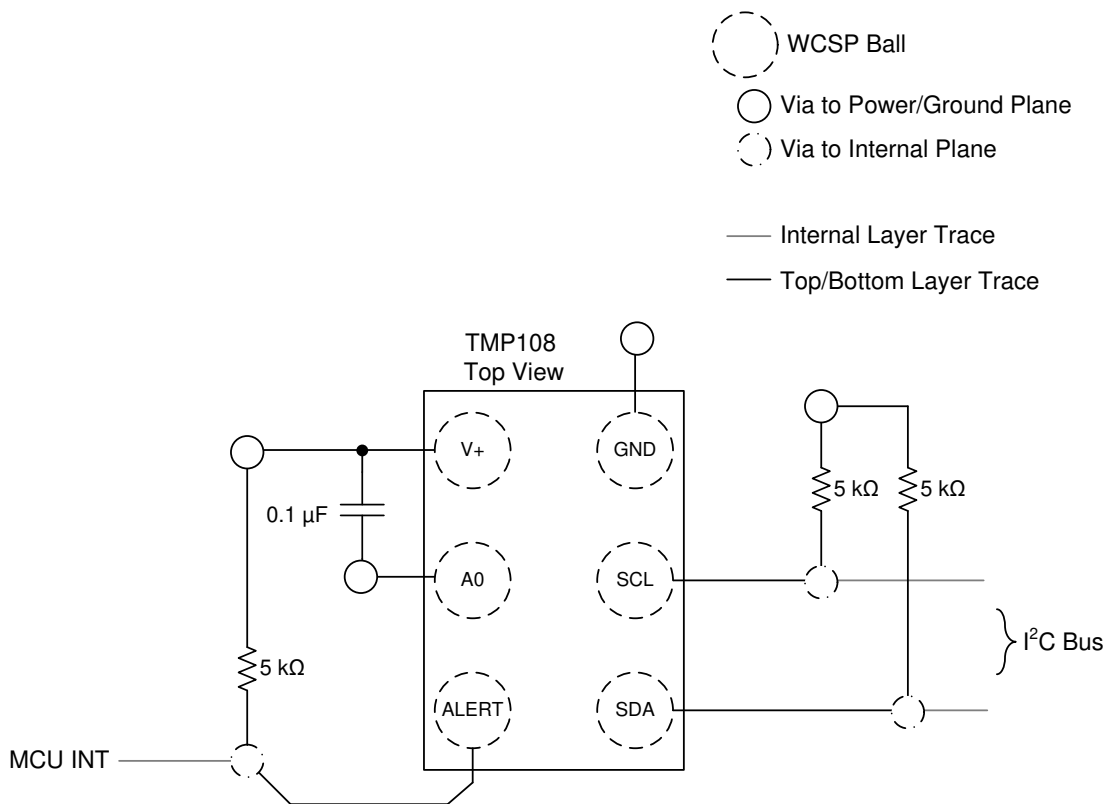 WCSP Ball
Via to Power/Ground Plane
Via to Internal Plane
Internal Layer Trace
Top/Bottom Layer Trace
TMP108
Top View
V+
GND
0.1 µF
5 kΩ
5 kΩ
A0
SCL
I²C Bus
5 kΩ
ALERT
SDA
MCU INT